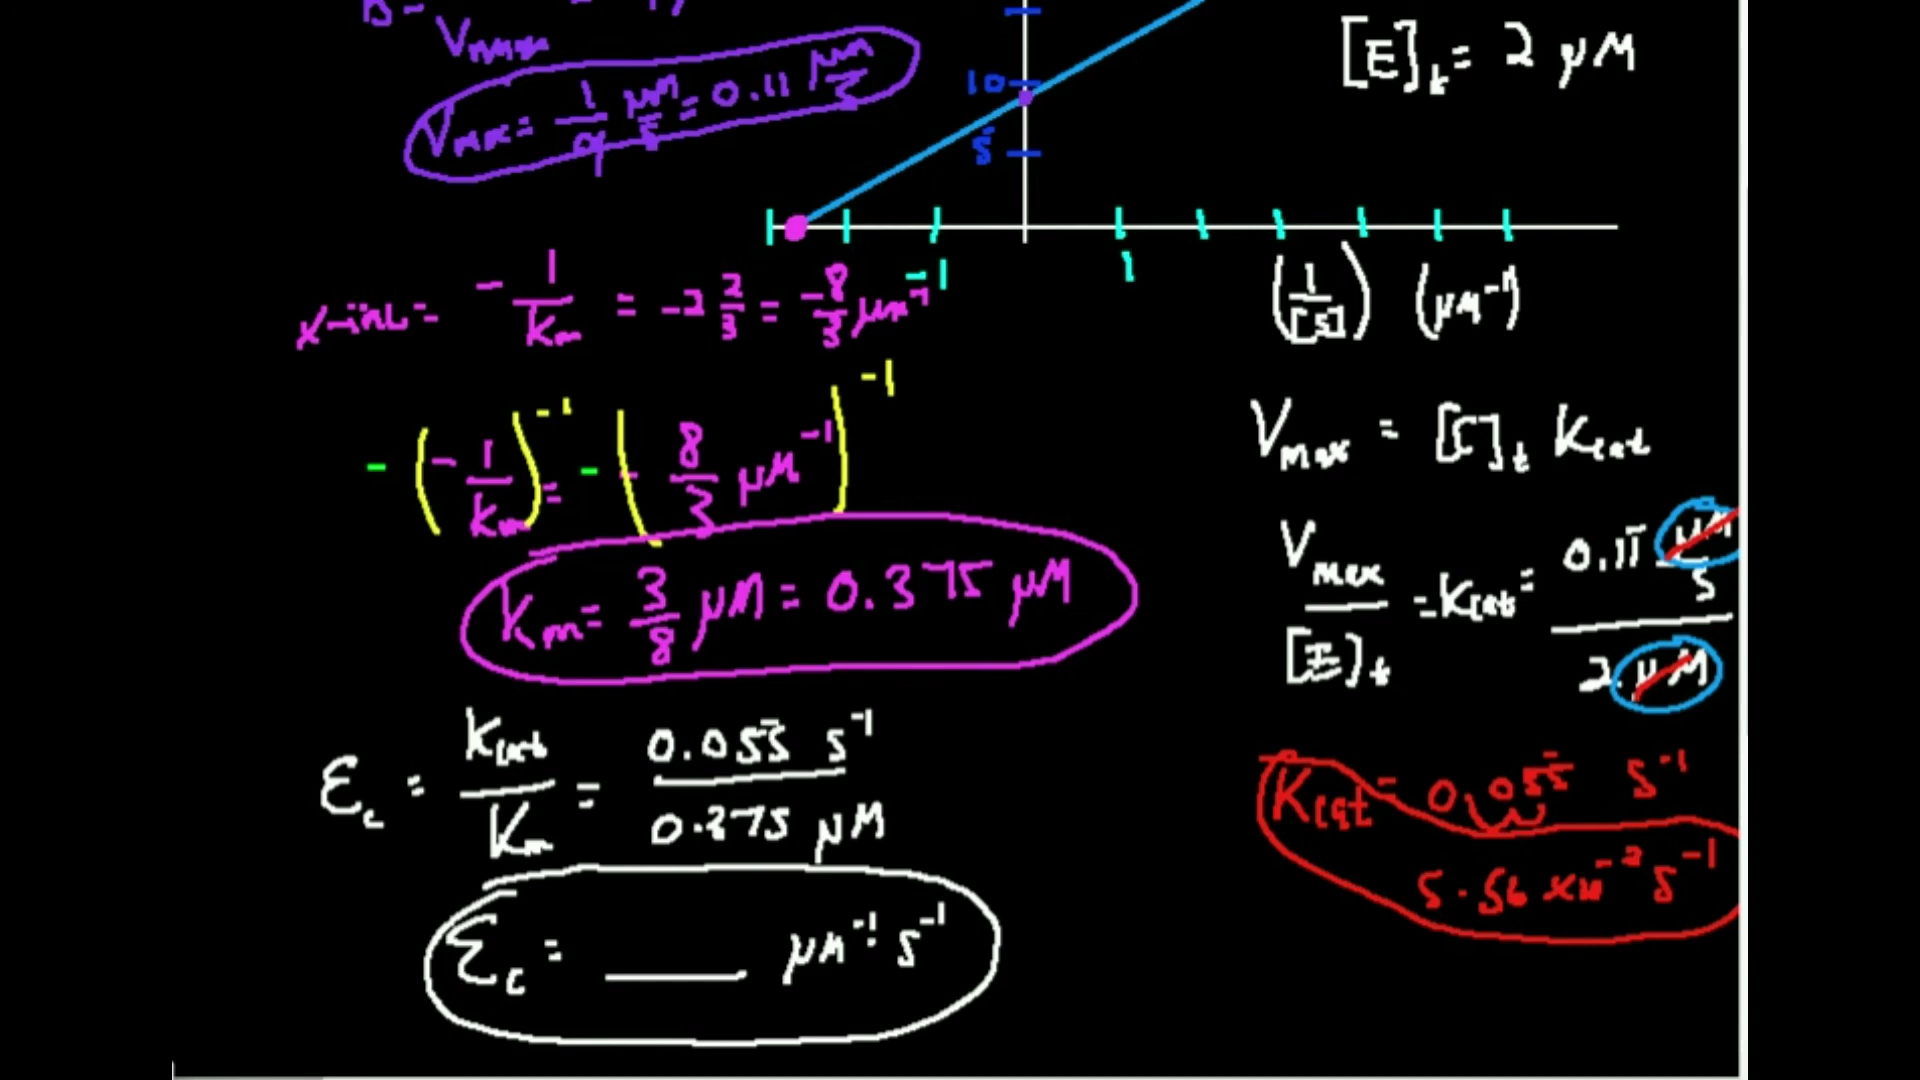 Vmax
Vmax = 1/9 μM/s = 0.11 μM/s
10
5
[E]t = 2 μM
-1
1
(1/[S]) (μM⁻¹)
x-int = - 1/Km = -2 2/3 = -8/3 μM⁻¹
-(- 1/Km)⁻¹ = -(- 8/3 μM⁻¹)⁻¹
Km = 3/8 μM = 0.375 μM
Vmax = [E]t Kcat
Vmax/[E]t = Kcat = 0.11 μM/s / 2 μM
Kcat = 0.055 s⁻¹
5.56 x10⁻² s⁻¹
Ec = Kcat/Km = 0.055 s⁻¹ / 0.375 μM
Ec = ____ μM⁻¹·s⁻¹